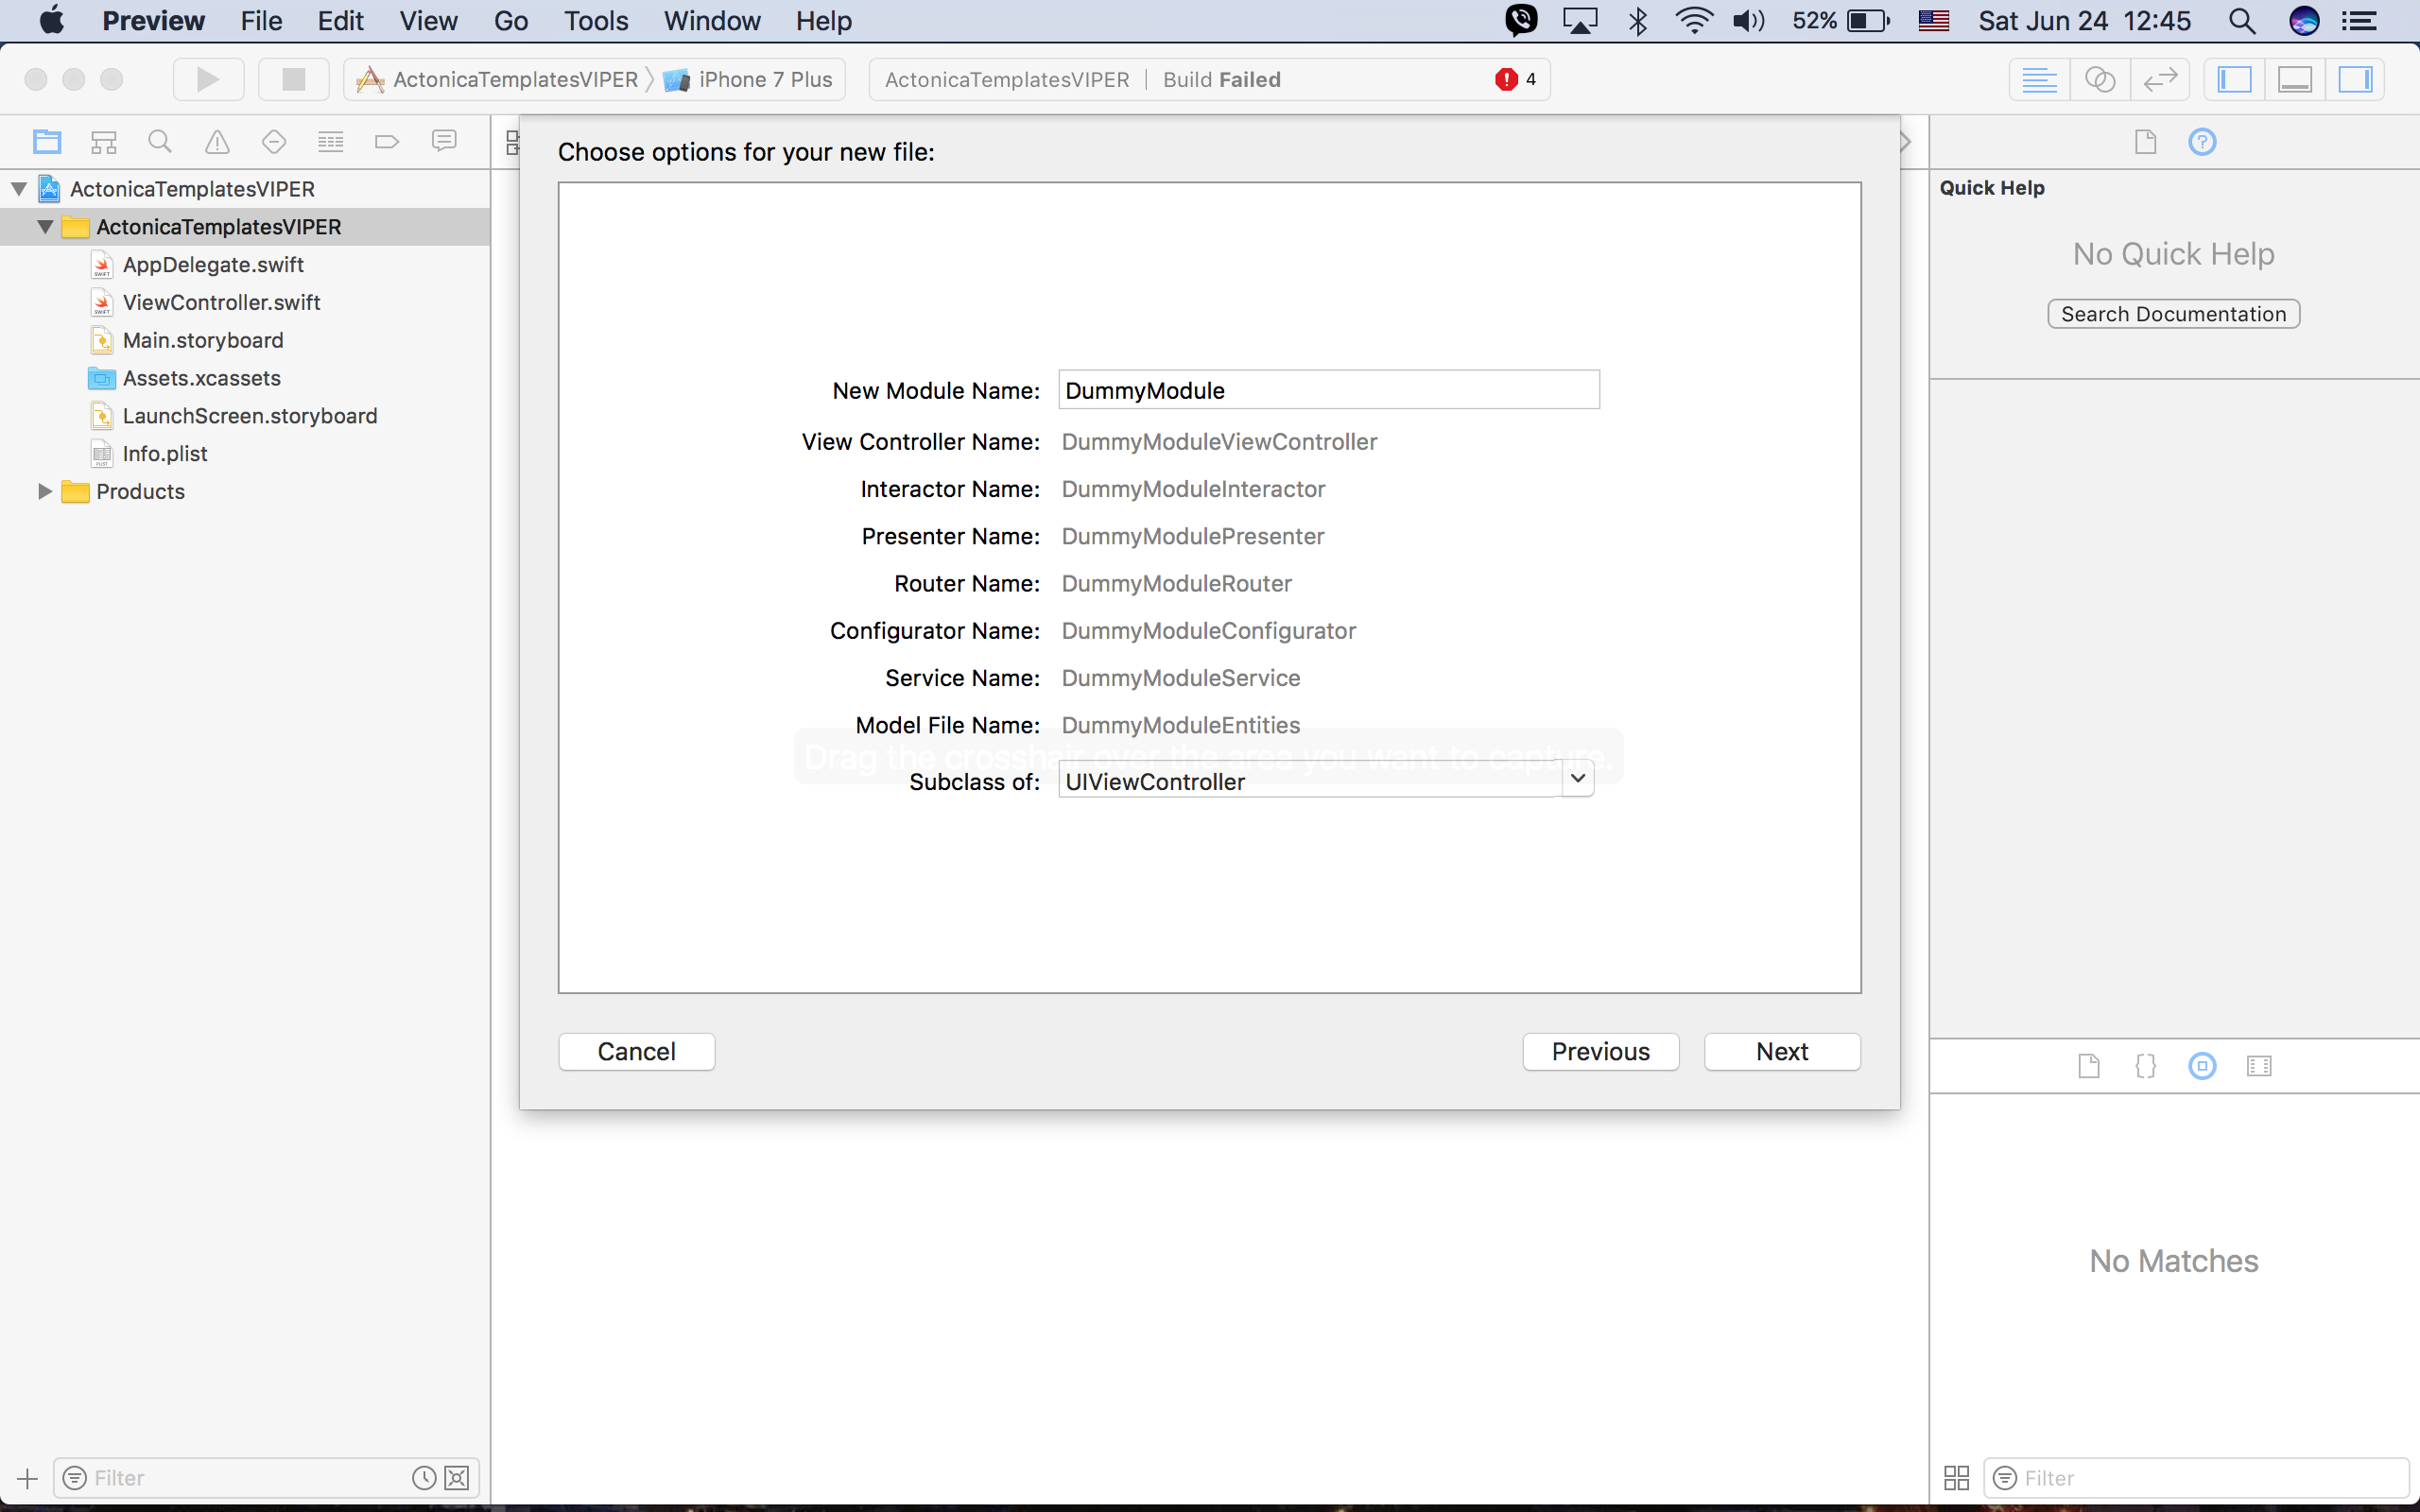 Preview File Edit View Go Tools Window Help 52% Sat Jun 24 12:45
ActonicaTemplatesVIPER iPhone 7 Plus ActonicaTemplatesVIPER Build Failed 4
Choose options for your new file:
ActonicaTemplatesVIPER
ActonicaTemplatesVIPER
AppDelegate.swift
ViewController.swift
Main.storyboard
Assets.xcassets
LaunchScreen.storyboard
Info.plist
Products
New Module Name: DummyModule
View Controller Name: DummyModuleViewController
Interactor Name: DummyModuleInteractor
Presenter Name: DummyModulePresenter
Router Name: DummyModuleRouter
Configurator Name: DummyModuleConfigurator
Service Name: DummyModuleService
Model File Name: DummyModuleEntities
Drag the crosshair over the area you want to capture.
Subclass of: UIViewController
Cancel Previous Next
Quick Help
No Quick Help
Search Documentation
No Matches
Filter
Filter